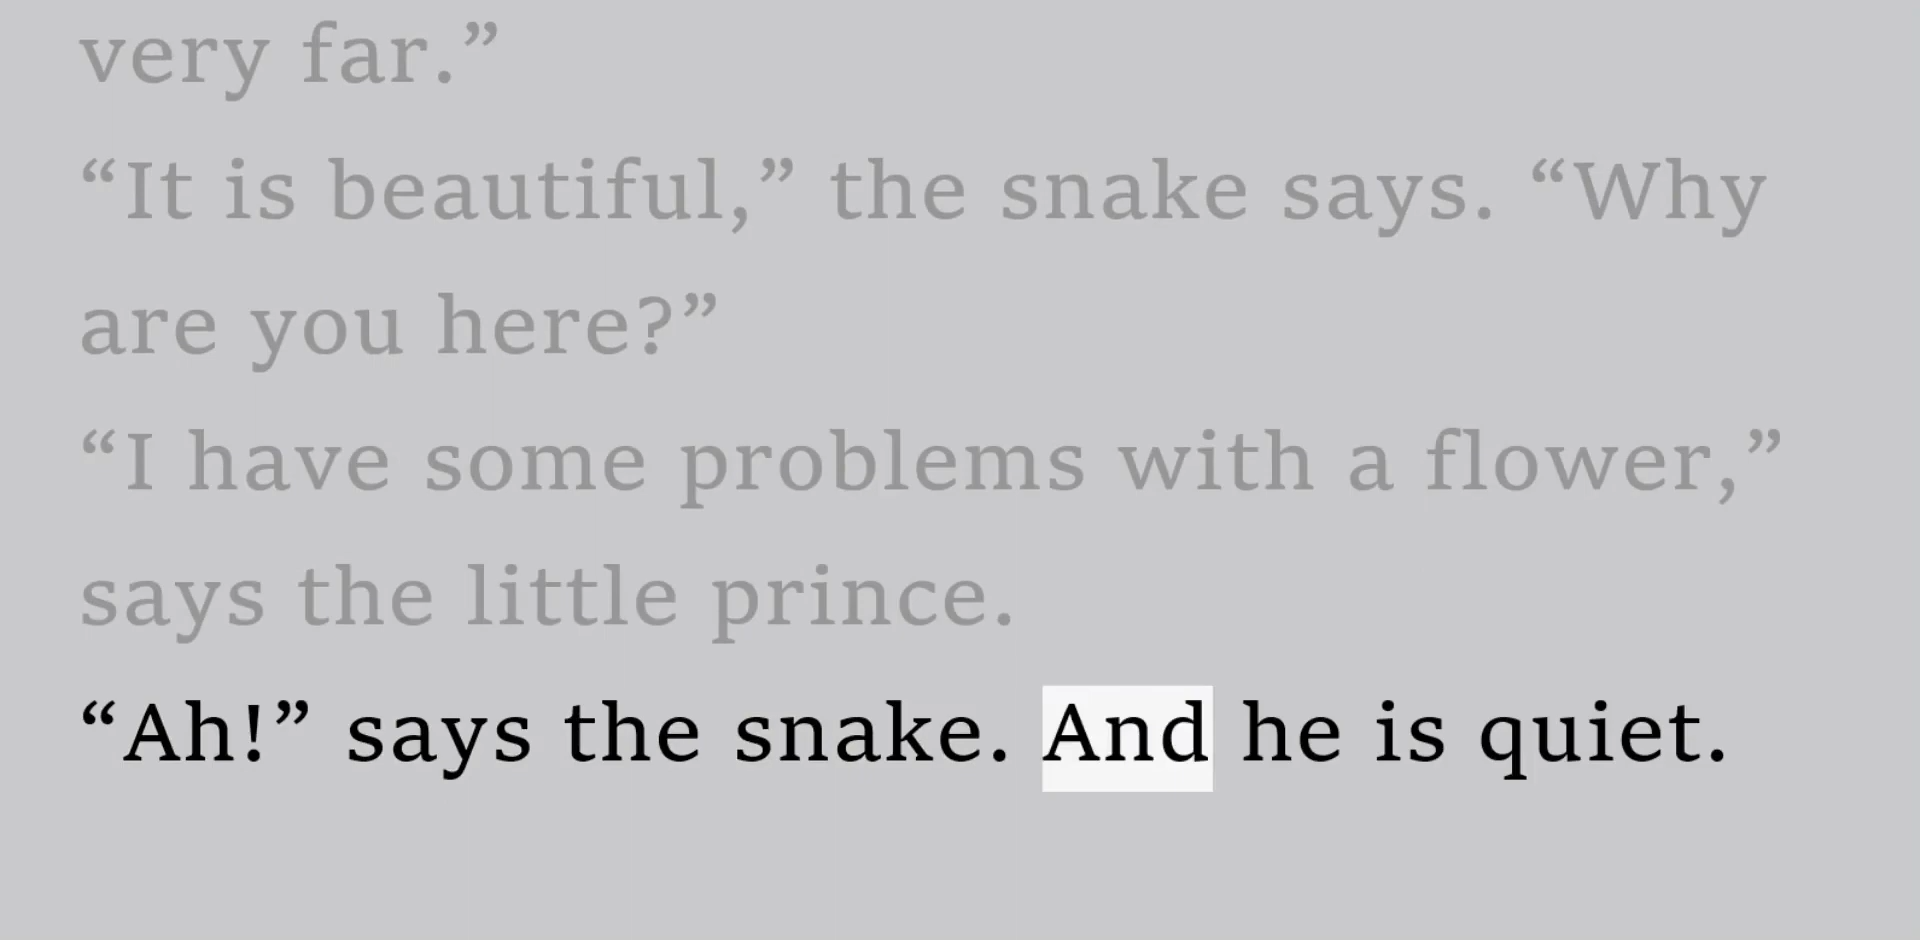 very far.”
“It is beautiful,” the snake says. “Why
are you here?”
“I have some problems with a flower,”
says the little prince.
“Ah!” says the snake. And he is quiet.